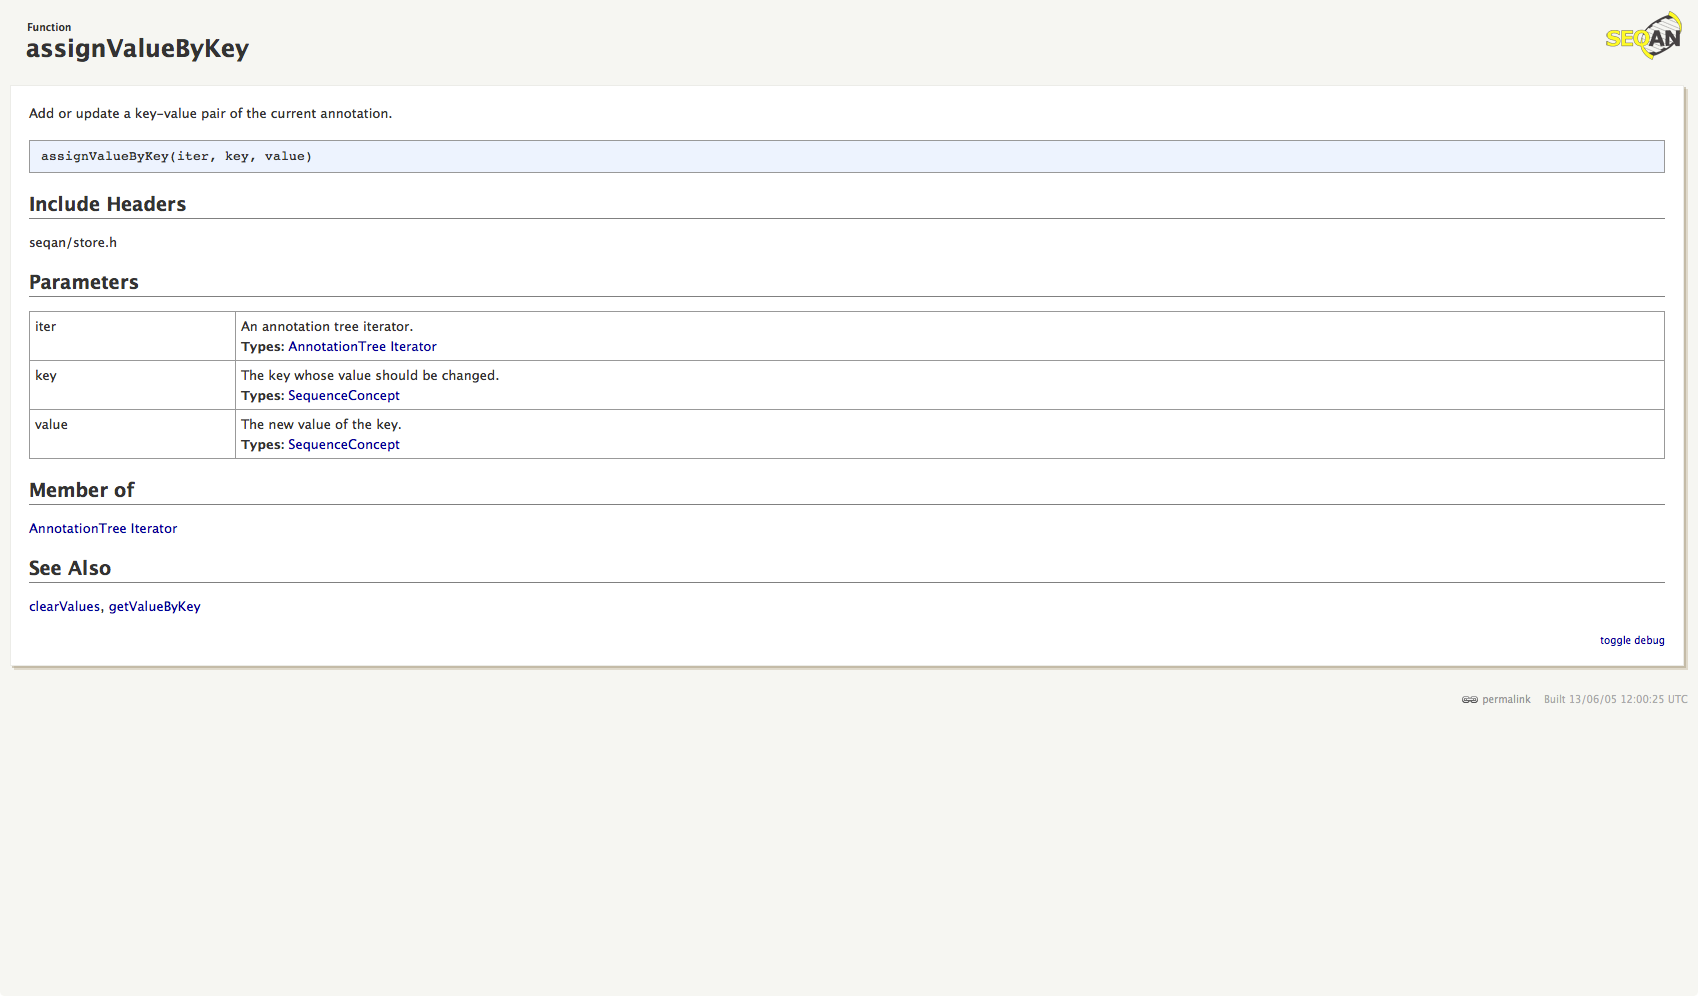 Function
assignValueByKey
SEQAN
Add or update a key-value pair of the current annotation.
assignValueByKey(iter, key, value)
Include Headers
seqan/store.h
Parameters
iter
An annotation tree iterator.
Types: AnnotationTree Iterator
key
The key whose value should be changed.
Types: SequenceConcept
value
The new value of the key.
Types: SequenceConcept
Member of
AnnotationTree Iterator
See Also
clearValues, getValueByKey
toggle debug
permalink Built 13/06/05 12:00:25 UTC